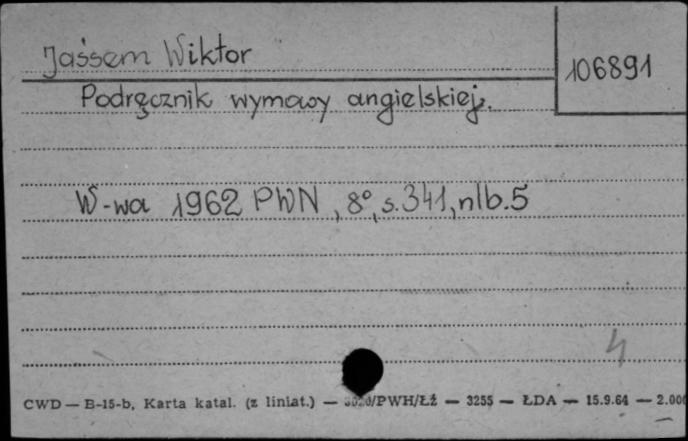 Jassem Wiktor
106891
Podręcznik wymowy angielskiej.
W-wa 1962 PWN, 8°, s.341, nlb.5
4
CWD — B-15-b, Karta katal. (z liniat.) — /PWH/Łź — 3255 — ŁDA — 15.9.64 — 2.000